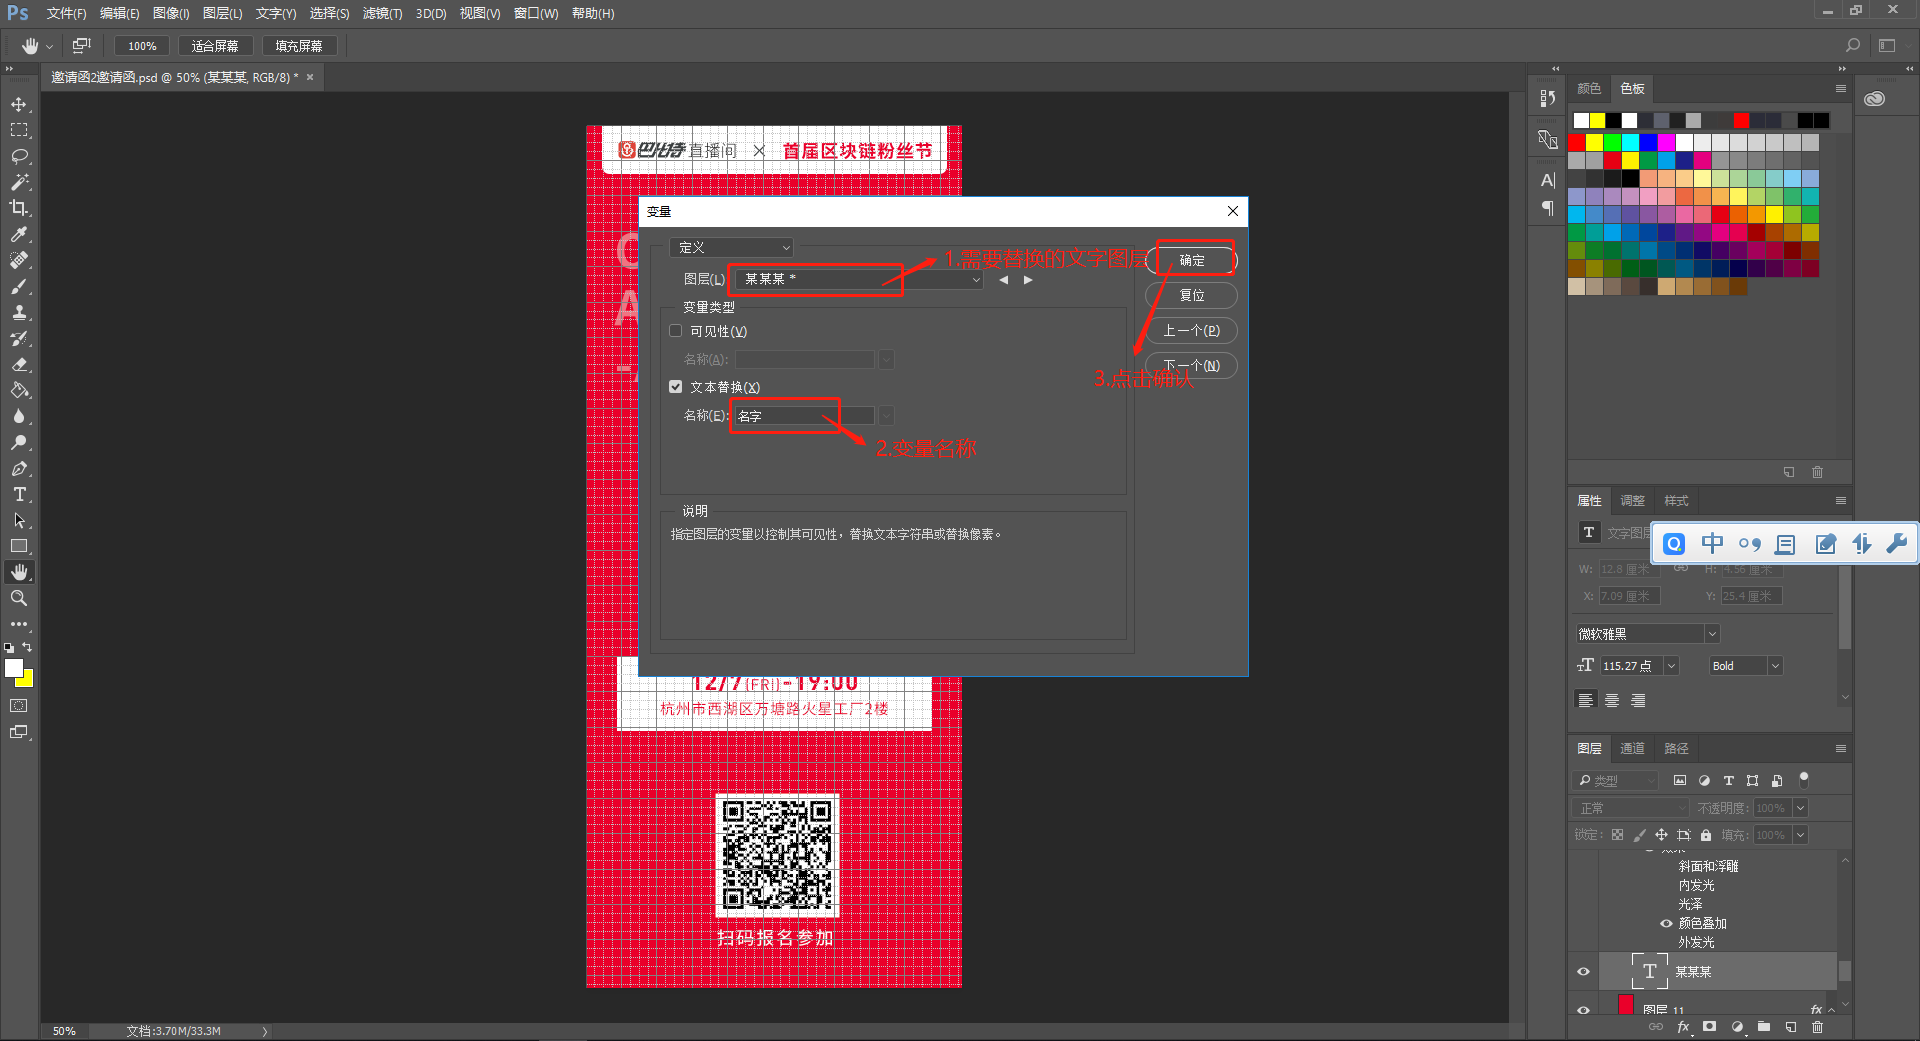 Ps 文件(F) 编辑(E) 图像(I) 图层(L) 文字(Y) 选择(S) 滤镜(T) 3D(D) 视图(V) 窗口(W) 帮助(H)
100% 适合屏幕 填充屏幕
邀请函2邀请函.psd @ 50% (某某某, RGB/8) * ×
巴比特 直播间 × 首届区块链粉丝节
变量
定义
图层(L) 某某某 *
1.需要替换的文字图层
确定
变量类型
复位
可见性(V)
上一个(P)
名称(A):
下一个(N)
3.点击确认
文本替换(X)
名称(E): 名字
2.变量名称
说明
指定图层的变量以控制其可见性，替换文本字符串或替换像素。
12/7(FRI)-19:00
杭州市西湖区万塘路火星工厂2楼
扫码报名参加
50% 文档:3.70M/33.3M
颜色 色板
属性 调整 样式
T 文字图层
中
W: 12.8 厘米 H: 4.56 厘米
X: 7.09 厘米 Y: 25.4 厘米
微软雅黑
115.27 点 Bold
图层 通道 路径
类型
正常 不透明度: 100%
锁定: 填充: 100%
斜面和浮雕
内发光
光泽
颜色叠加
外发光
T 某某某
图层 11 fx
fx